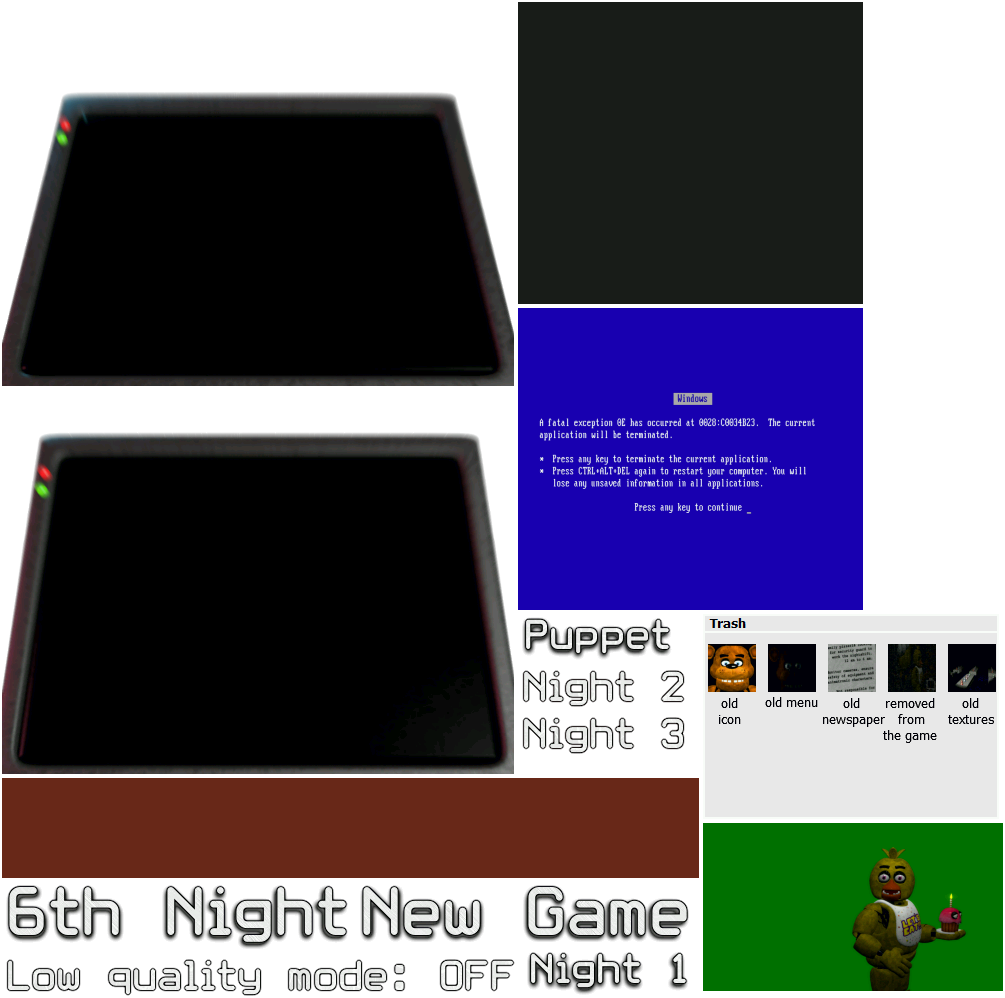 Windows
A fatal exception 0E has occurred at 0028:C0034B23. The current
application will be terminated.
* Press any key to terminate the current application.
* Press CTRL+ALT+DEL again to restart your computer. You will
lose any unsaved information in all applications.
Press any key to continue _
Puppet
Night 2
Night 3
Trash
old
icon
old menu
old
newspaper
removed
from
the game
old
textures
6th Night
New Game
Low quality mode: OFF
Night 1
LET'S
EAT!!!